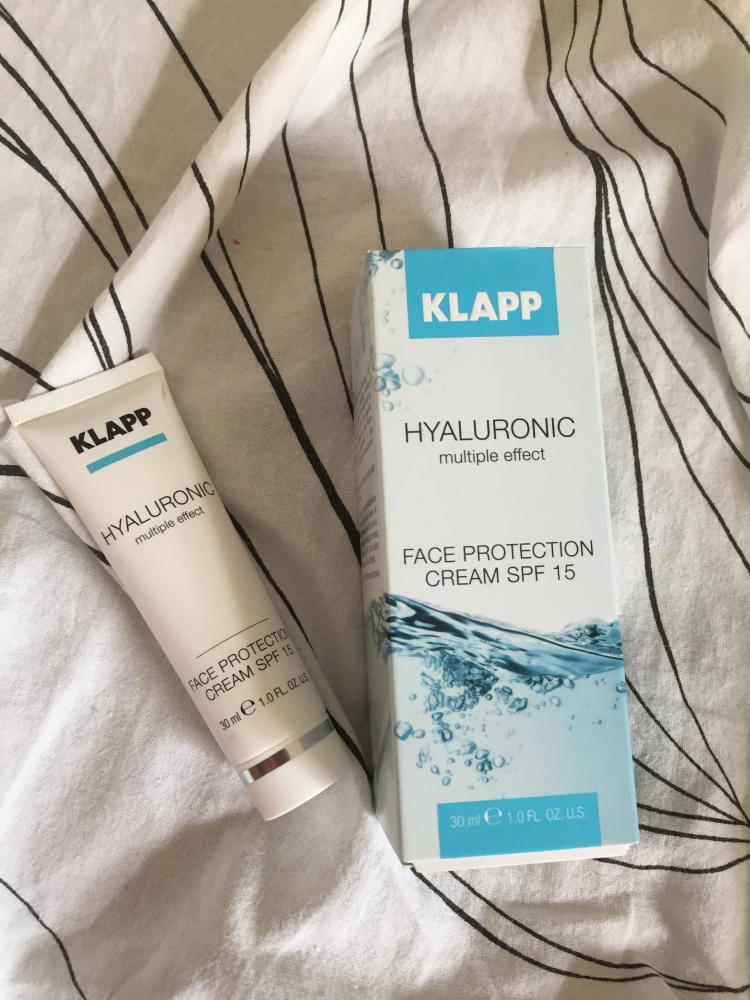 KLAPP
HYALURONIC
multiple effect
FACE PROTECTION
CREAM SPF 15
30 ml e 1.0 FL. OZ. U.S.
KLAPP
HYALURONIC
multiple effect
FACE PROTECTION
CREAM SPF 15
30 ml e 1.0 FL. OZ. U.S.